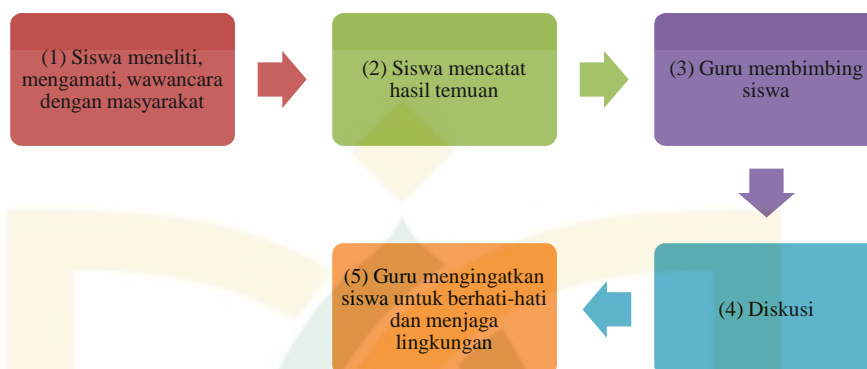 (1) Siswa meneliti,
mengamati, wawancara
dengan masyarakat
(2) Siswa mencatat
hasil temuan
(3) Guru membimbing
siswa
(4) Diskusi
(5) Guru mengingatkan
siswa untuk berhati-hati
dan menjaga
lingkungan